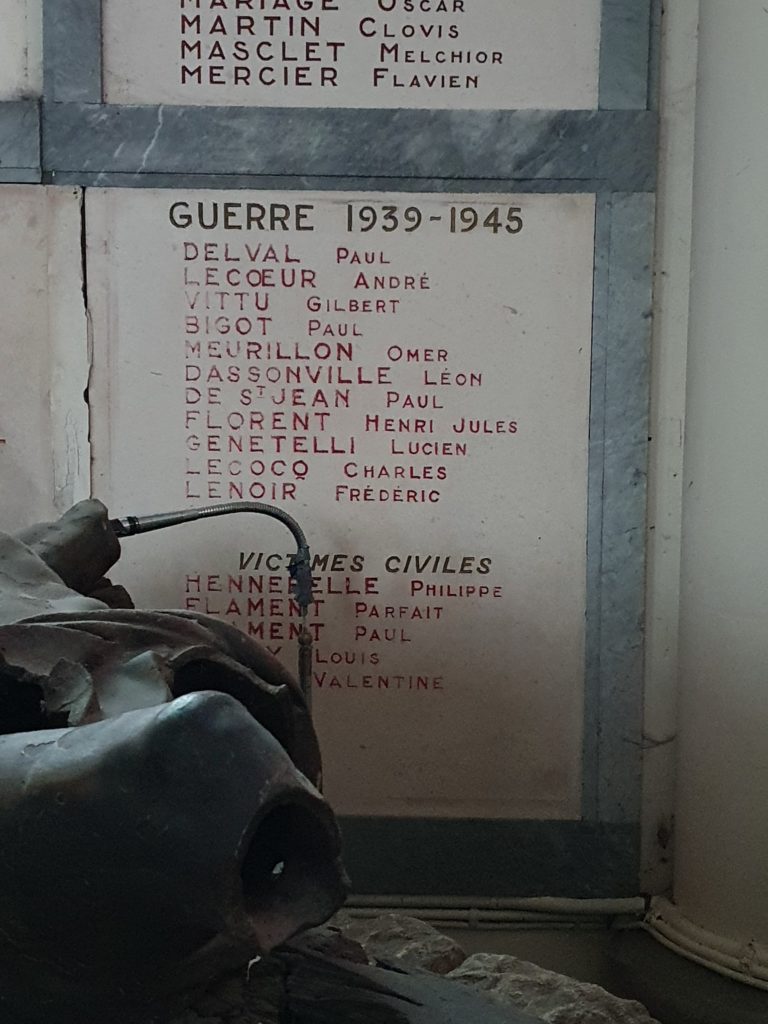 MARIAGE OSCAR
MARTIN CLOVIS
MASCLET MELCHIOR
MERCIER FLAVIEN
GUERRE 1939-1945
DELVAL PAUL
LECOEUR ANDRÉ
VITTU GILBERT
BIGOT PAUL
MEURILLON OMER
DASSONVILLE LÉON
DE ST JEAN PAUL
FLORENT HENRI JULES
GENETELLI LUCIEN
LECOCQ CHARLES
LENOIR FRÉDÉRIC
VICTIMES CIVILES
HENNEBELLE PHILIPPE
FLAMENT PARFAIT
FLAMENT PAUL
LOUIS
VALENTINE